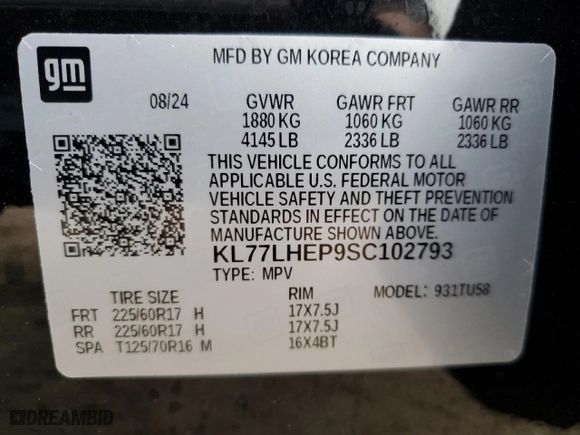 gm
MFD BY GM KOREA COMPANY
08/24 GVWR GAWR FRT GAWR RR
1880 KG 1060 KG 1060 KG
4145 LB 2336 LB 2336 LB
THIS VEHICLE CONFORMS TO ALL
APPLICABLE U.S. FEDERAL MOTOR
VEHICLE SAFETY AND THEFT PREVENTION
STANDARDS IN EFFECT ON THE DATE OF
MANUFACTURE SHOWN ABOVE.
KL77LHEP9SC102793
TYPE: MPV
TIRE SIZE RIM MODEL: 931TU58
FRT 225/60R17 H 17X7.5J
RR 225/60R17 H 17X7.5J
SPA T125/70R16 M 16X4BT
DREAMBID